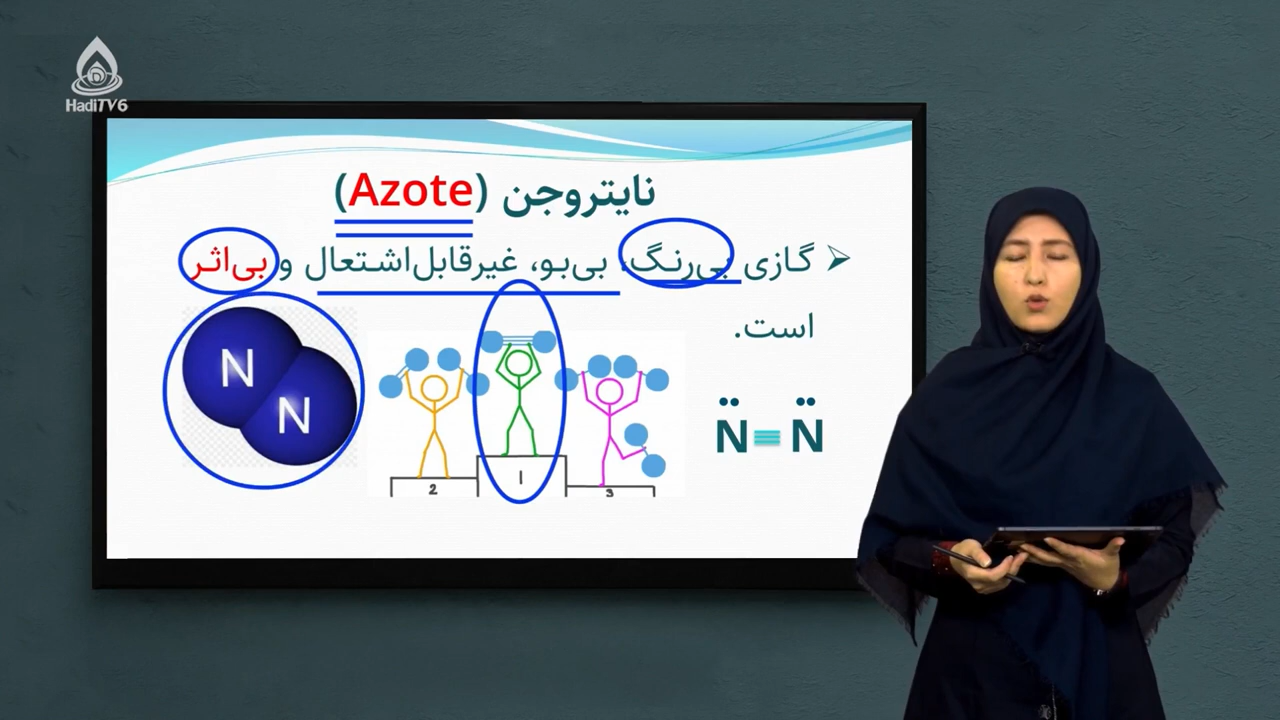 HadiTV6
نایتروجن (Azote)
گازی بی‌رنگ، بی‌بو، غیرقابل‌اشتعال و بی‌اثر
است.
N N
N≡N
2 1 3